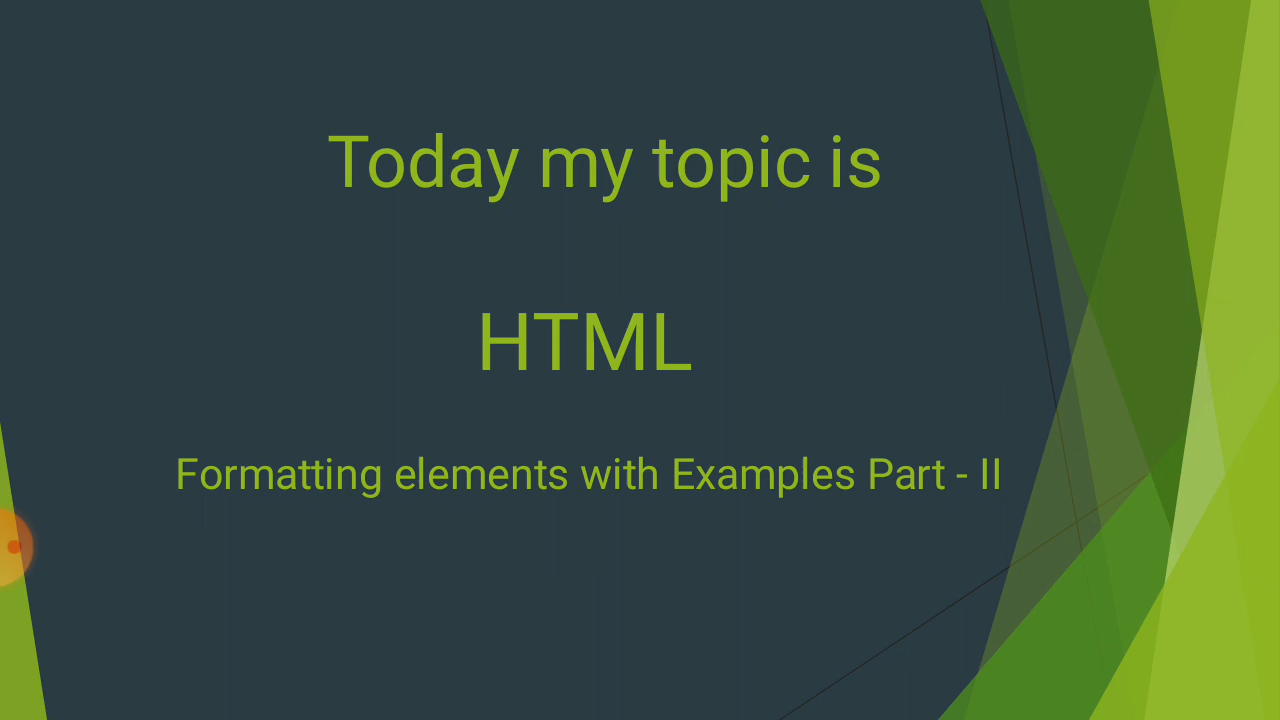 Today my topic is
HTML
Formatting elements with Examples Part - II